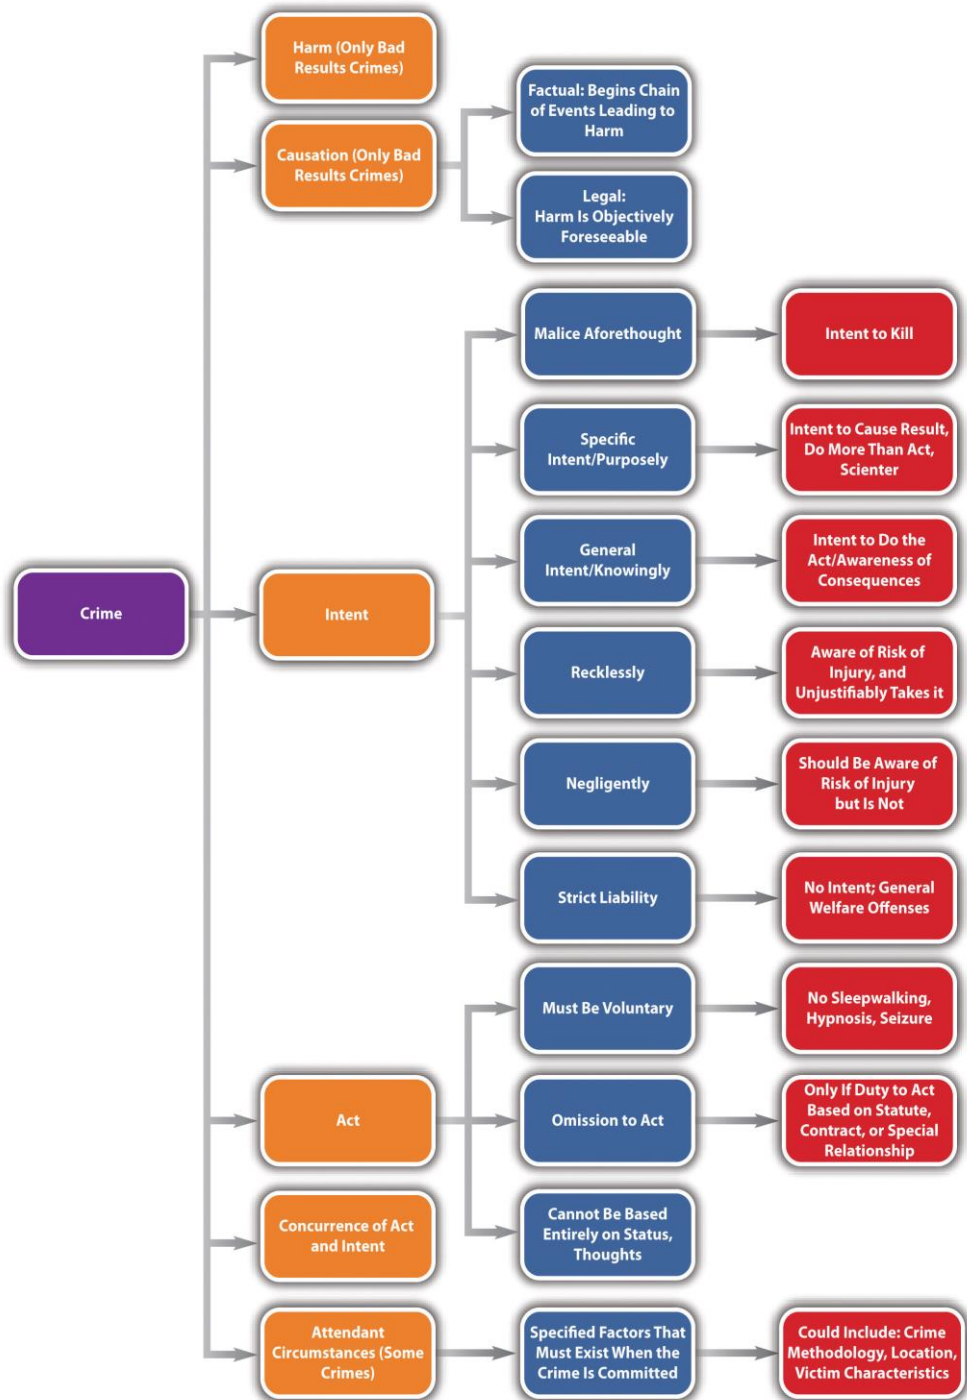 Harm (Only Bad
Results Crimes)
Factual: Begins Chain
of Events Leading to
Harm
Causation (Only Bad
Results Crimes)
Legal:
Harm Is Objectively
Foreseeable
Malice Aforethought
Intent to Kill
Specific
Intent/Purposely
Intent to Cause Result,
Do More Than Act,
Scienter
General
Intent/Knowingly
Intent to Do the
Act/Awareness of
Consequences
Crime
Intent
Recklessly
Aware of Risk of
Injury, and
Unjustifiably Takes it
Negligently
Should Be Aware of
Risk of Injury
but Is Not
Strict Liability
No Intent; General
Welfare Offenses
Must Be Voluntary
No Sleepwalking,
Hypnosis, Seizure
Act
Omission to Act
Only If Duty to Act
Based on Statute,
Contract, or Special
Relationship
Concurrence of Act
and Intent
Cannot Be Based
Entirely on Status,
Thoughts
Attendant
Circumstances (Some
Crimes)
Specified Factors That
Must Exist When the
Crime Is Committed
Could Include: Crime
Methodology, Location,
Victim Characteristics